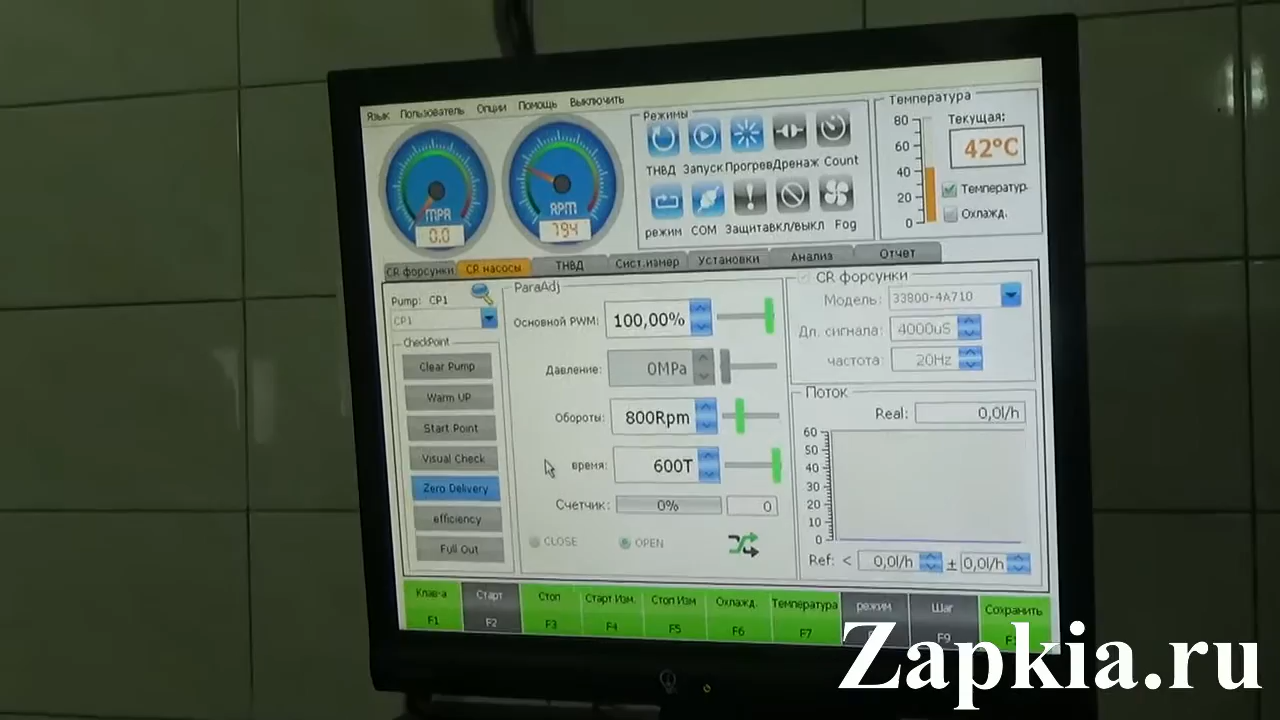 Язык Пользователь Опции Помощь Выключить
MPA
0.0
RPM
794
Режимы
ТНВД Запуск Прогрев Дренаж Count
режим COM Защита вкл/выкл Fog
Температура
80
60
40
20
0
Текущая:
42°C
Температур.
Охлажд.
CR форсунки CR насосы ТНВД Сист.измер Установки Анализ Отчет
Pump: CP1
CP1
CheckPoint
Clear Pump
Warm UP
Start Point
Visual Check
Zero Delivery
efficiency
Full Out
ParaAdj
Основной PWM: 100,00%
Давление: 0MPa
Обороты: 800Rpm
время: 600T
Счетчик: 0% 0
CLOSE OPEN
CR форсунки
Модель: 33800-4A710
Дл. сигнала: 4000uS
частота: 20Hz
Поток
Real: 0,0l/h
60
50
40
30
20
10
0
Ref: < 0,0l/h ± 0,0l/h
Клав-а Старт Стоп Старт Изм. Стоп Изм Охлажд. Температура режим Шаг Сохранить
F1 F2 F3 F4 F5 F6 F7 F9
Zapkia.ru